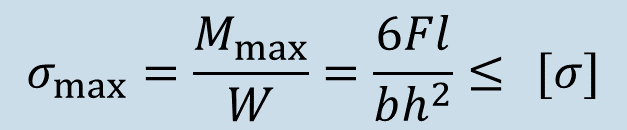 σ_max = M_max / W = 6Fl / bh² ≤ [σ]